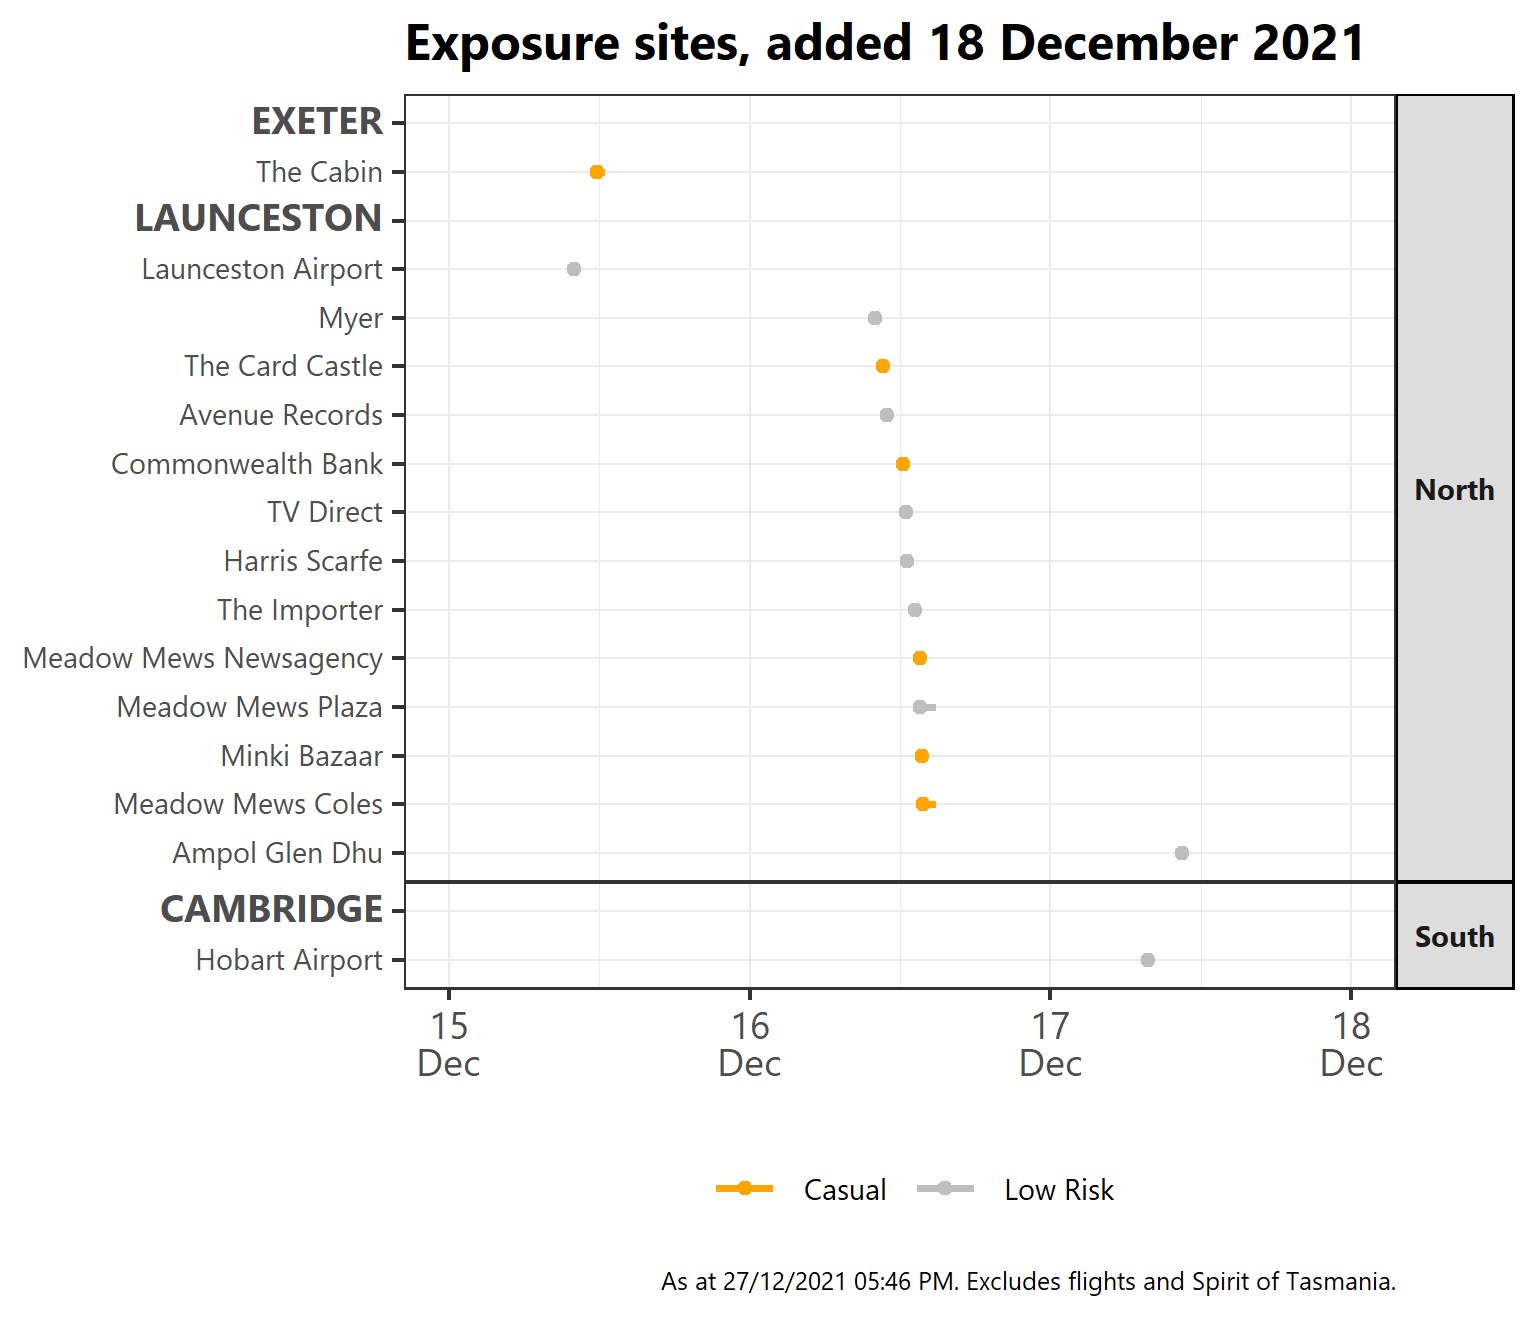 Exposure sites, added 18 December 2021
EXETER
The Cabin
LAUNCESTON
Launceston Airport
Myer
The Card Castle
Avenue Records
Commonwealth Bank
TV Direct
Harris Scarfe
The Importer
Meadow Mews Newsagency
Meadow Mews Plaza
Minki Bazaar
Meadow Mews Coles
Ampol Glen Dhu
North
CAMBRIDGE
Hobart Airport
South
15 16 17 18
Dec Dec Dec Dec
Casual Low Risk
As at 27/12/2021 05:46 PM. Excludes flights and Spirit of Tasmania.